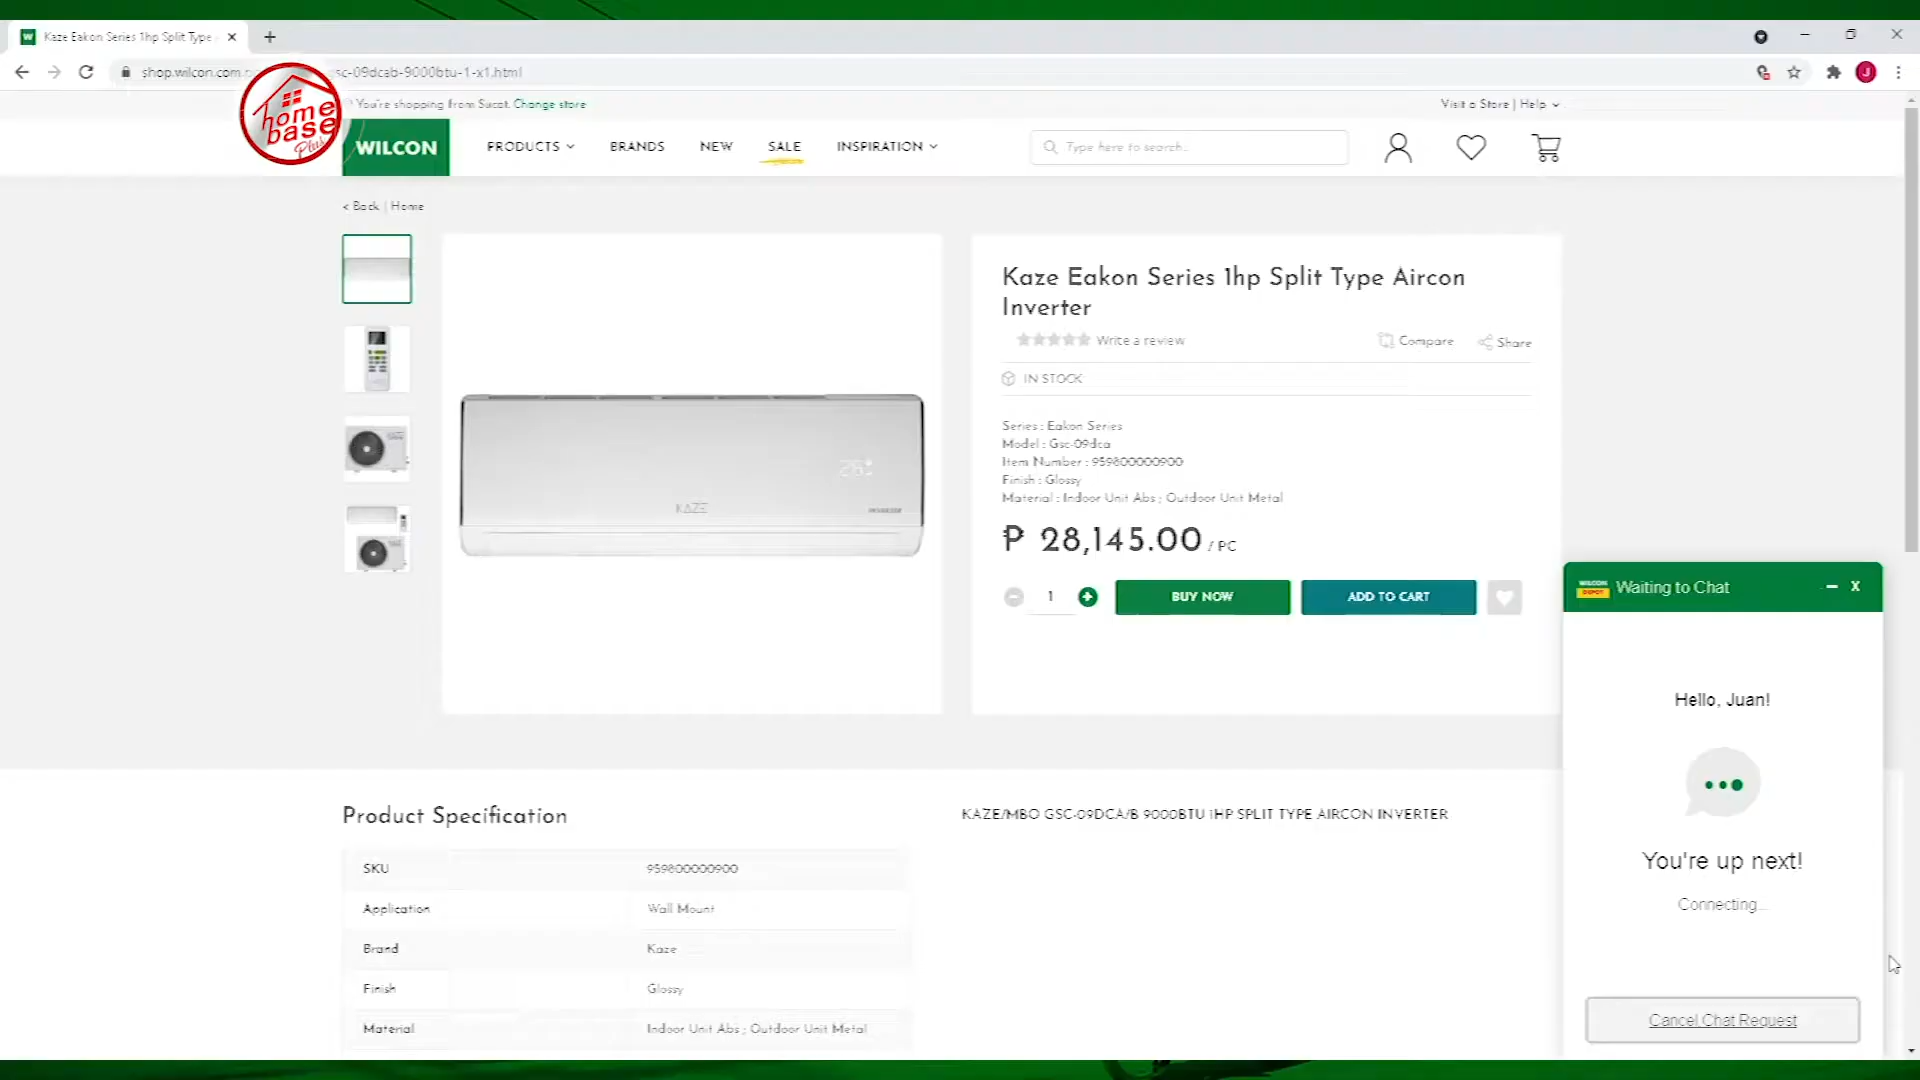 Kaze Eakon Series 1hp Split Type
shop.wilcon.com
sc-09dcab-9000btu-1-x1.html
J
home
base
Plus
You're shopping from Sucat. Change store
Visit a Store | Help
WILCON
PRODUCTS
BRANDS
NEW
SALE
INSPIRATION
Type here to search..
< Back | Home
Kaze Eakon Series 1hp Split Type Aircon
Inverter
Write a review
Compare
Share
IN STOCK
Series : Eakon Series
Model : Gsc-09dca
Item Number : 959800000900
Finish : Glossy
Material : Indoor Unit Abs ; Outdoor Unit Metal
₱ 28,145.00 / PC
1
BUY NOW
ADD TO CART
KAZE
INVERTER
Product Specification
SKU 959800000900
Application Wall Mount
Brand Kaze
Finish Glossy
Material Indoor Unit Abs ; Outdoor Unit Metal
KAZE/MBO GSC-09DCA/B 9000BTU 1HP SPLIT TYPE AIRCON INVERTER
WILCON
DEPOT
Waiting to Chat
Hello, Juan!
You're up next!
Connecting...
Cancel Chat Request